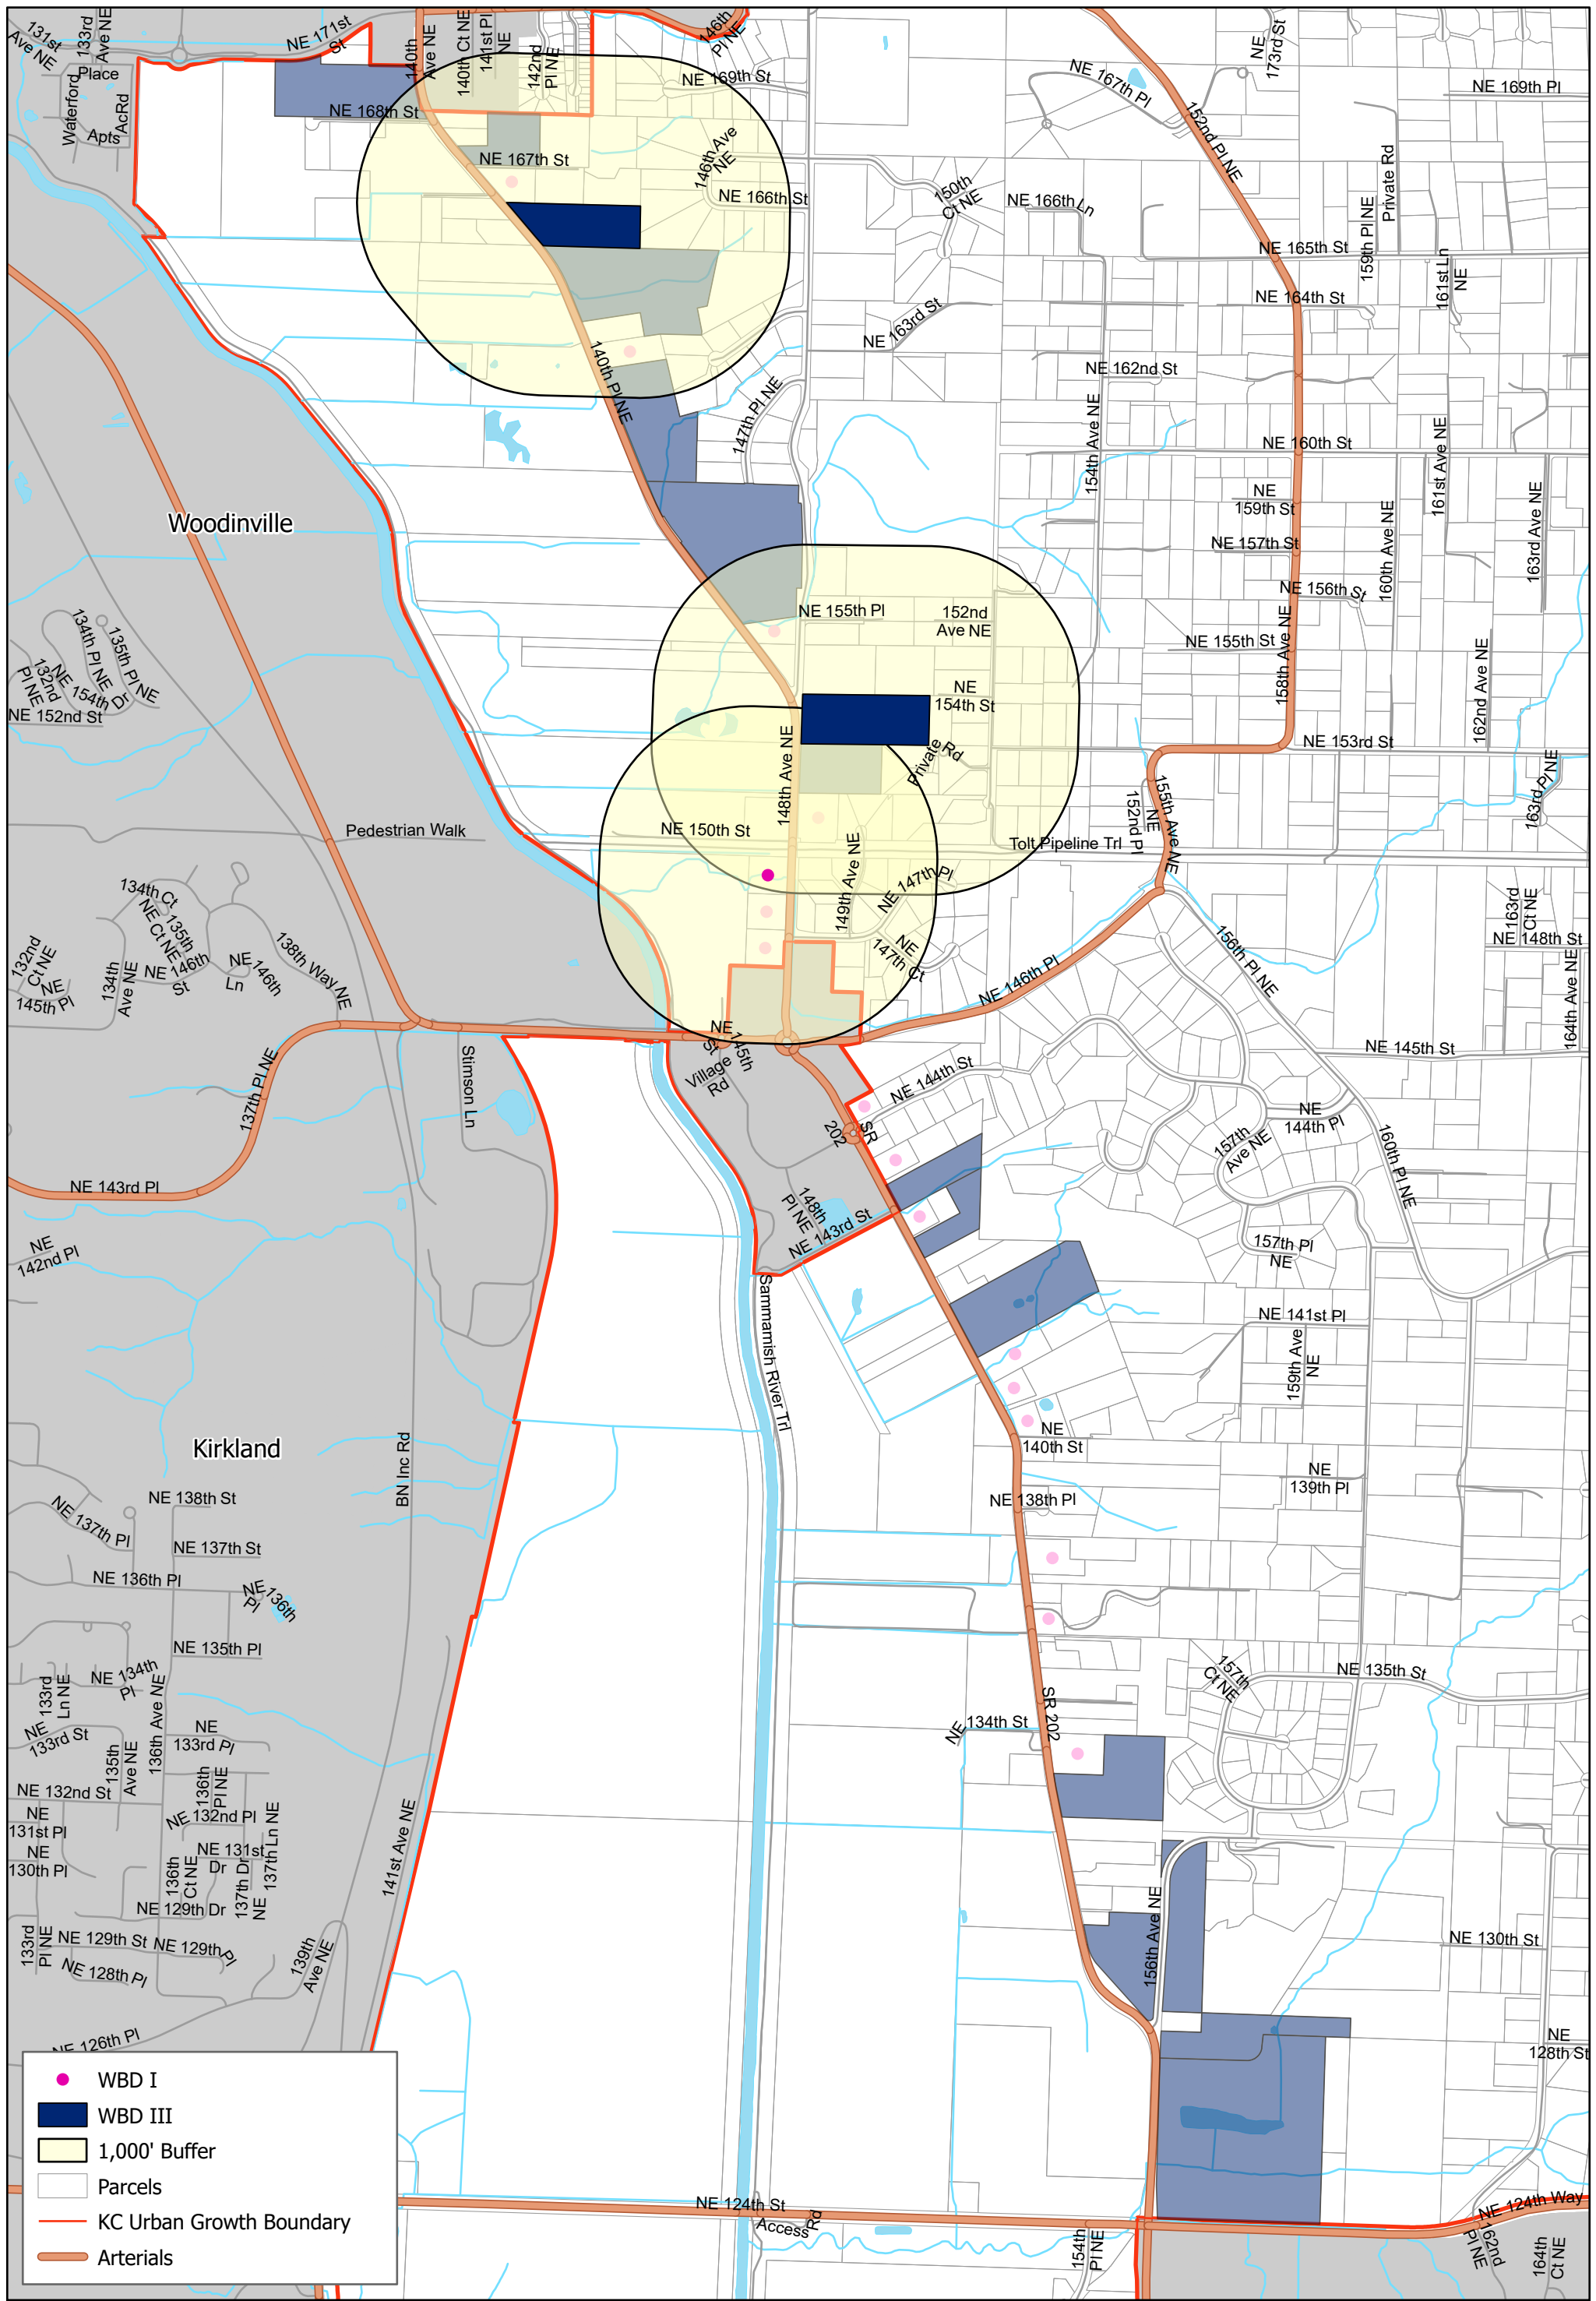 131st
Ave NE
133rd
Ave NE
NE 171st
St
140th
Ave NE
140th Ct NE
141st Pl
NE
142nd
Pl NE
146th
Pl NE
NE 169th St
NE 167th Pl
NE
173rd St
NE 169th Pl
Place
Waterford
AcRd
Apts
NE 168th St
NE 167th St
146th Ave
NE
NE 166th St
150th
Ct NE
NE 166th Ln
152nd Pl NE
Private Rd
159th Pl NE
NE 165th St
161st Ln
NE
NE 164th St
NE 163rd St
NE 162nd St
140th Pl NE
147th Pl NE
154th Ave NE
NE 160th St
161st Ave NE
NE
159th St
NE 157th St
160th Ave NE
163rd Ave NE
NE 156th St
Woodinville
134th Pl NE
135th Pl NE
132nd
Pl NE
NE 154th Dr
NE 152nd St
NE 155th Pl
152nd
Ave NE
NE 155th St
158th Ave NE
162nd Ave NE
NE
154th St
Private Rd
NE 153rd St
148th Ave NE
152nd Pl
NE
155th Ave NE
163rd Pl NE
Pedestrian Walk
NE 150th St
149th Ave NE
NE 147th Pl
Tolt Pipeline Trl
134th Ct
NE
135th
Ct NE
132nd
Ct NE
NE
145th Pl
134th
Ave NE
NE 146th
St
NE
Ln
146th
138th Way NE
NE
147th Ct
NE 146th Pl
156th Pl NE
163rd
Ct NE
NE 148th St
164th Ave NE
NE 145th St
NE
145th
St
Village
Rd
137th Pl NE
Stimson Ln
NE 144th St
SR
202
NE
144th Pl
157th
Ave NE
160th Pl NE
NE 143rd Pl
148th
Pl NE
NE 143rd St
NE
142nd Pl
157th Pl
NE
Sammamish River Trl
NE 141st Pl
159th Ave
NE
NE
140th St
Kirkland
BN Inc Rd
NE
139th Pl
NE 138th Pl
NE 138th St
NE 137th Pl
NE 137th St
NE 136th Pl
NE
136th
Pl
NE 135th Pl
NE 134th
Pl
133rd
Ln NE
136th Ave NE
157th
Ct NE
NE 135th St
NE
133rd St
NE
133rd Pl
135th
Ave NE
SR 202
NE 134th St
NE 132nd St
136th
Pl NE
NE
131st Pl
NE 132nd Pl
137th Ln NE
NE
130th Pl
NE 131st
Dr
136th
Ct NE
137th Dr
NE
141st Ave NE
NE 129th Dr
156th Ave NE
133rd
Pl NE
NE 129th St
NE 129th
Pl
139th
Ave NE
NE 128th Pl
NE 130th St
NE 126th Pl
NE
128th St
WBD I
WBD III
1,000' Buffer
Parcels
KC Urban Growth Boundary
Arterials
NE 124th St
Access Rd
154th
Pl NE
NE 124th Way
162nd
Pl NE
164th
Ct NE